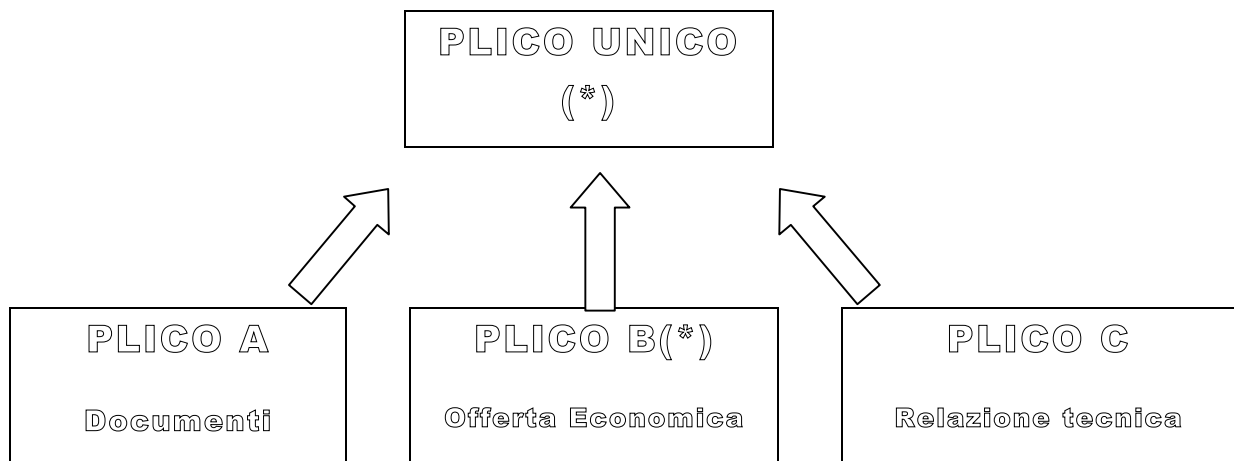 PLICO UNICO
(*)
PLICO A
Documenti
PLICO B(*)
Offerta Economica
PLICO C
Relazione tecnica